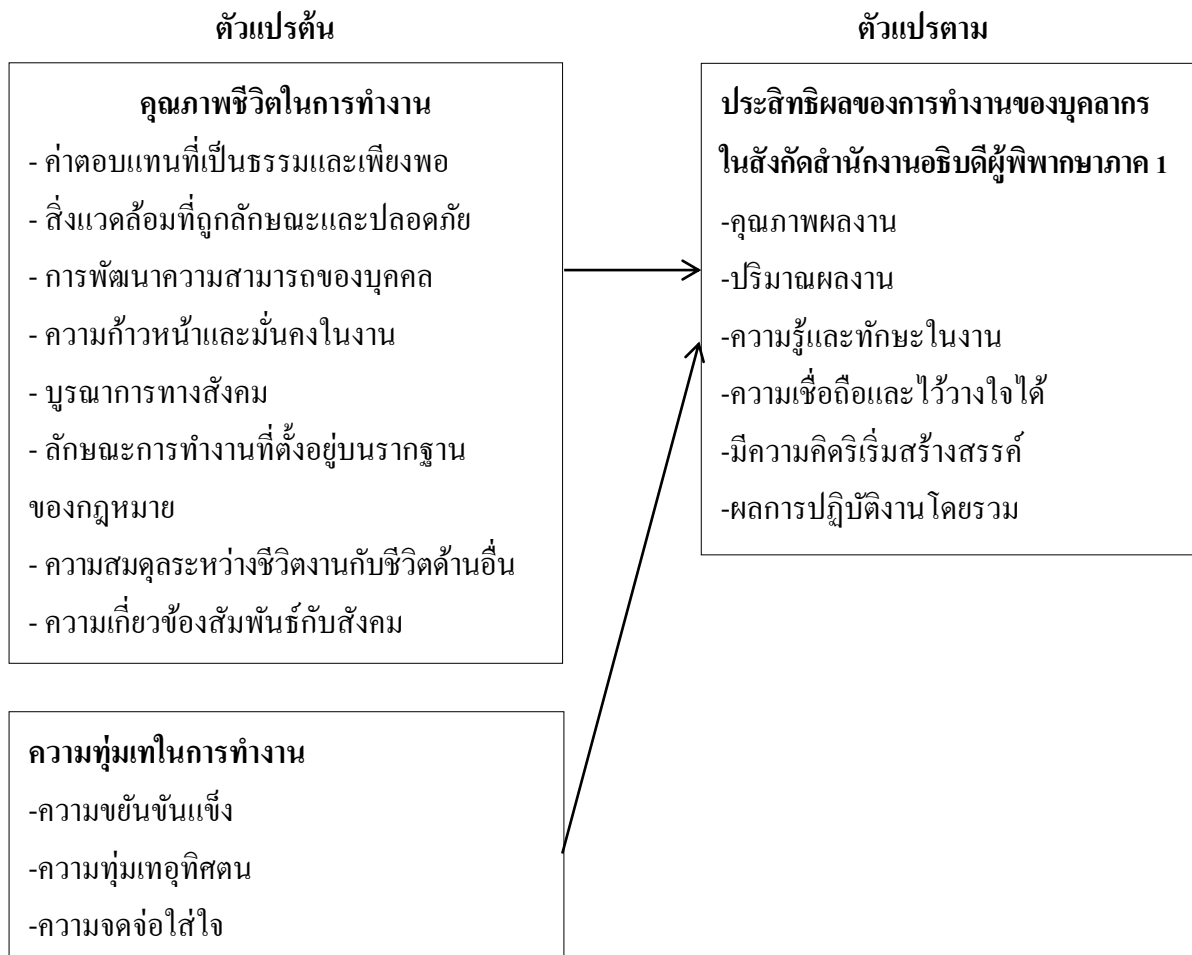 ตัวแปรต้น
คุณภาพชีวิตในการทำงาน
- ค่าตอบแทนที่เป็นธรรมและเพียงพอ
- สิ่งแวดล้อมที่ถูกลักษณะและปลอดภัย
- การพัฒนาความสามารถของบุคคล
- ความก้าวหน้าและมั่นคงในงาน
- บูรณาการทางสังคม
- ลักษณะการทำงานที่ตั้งอยู่บนรากฐาน
ของกฎหมาย
- ความสมดุลระหว่างชีวิตงานกับชีวิตด้านอื่น
- ความเกี่ยวข้องสัมพันธ์กับสังคม
ความทุ่มเทในการทำงาน
-ความขยันขันแข็ง
-ความทุ่มเทอุทิศตน
-ความจดจ่อใส่ใจ
ตัวแปรตาม
ประสิทธิผลของการทำงานของบุคลากร
ในสังกัดสำนักงานอธิบดีผู้พิพากษาภาค 1
-คุณภาพผลงาน
-ปริมาณผลงาน
-ความรู้และทักษะในงาน
-ความเชื่อถือและไว้วางใจได้
-มีความคิดริเริ่มสร้างสรรค์
-ผลการปฏิบัติงานโดยรวม